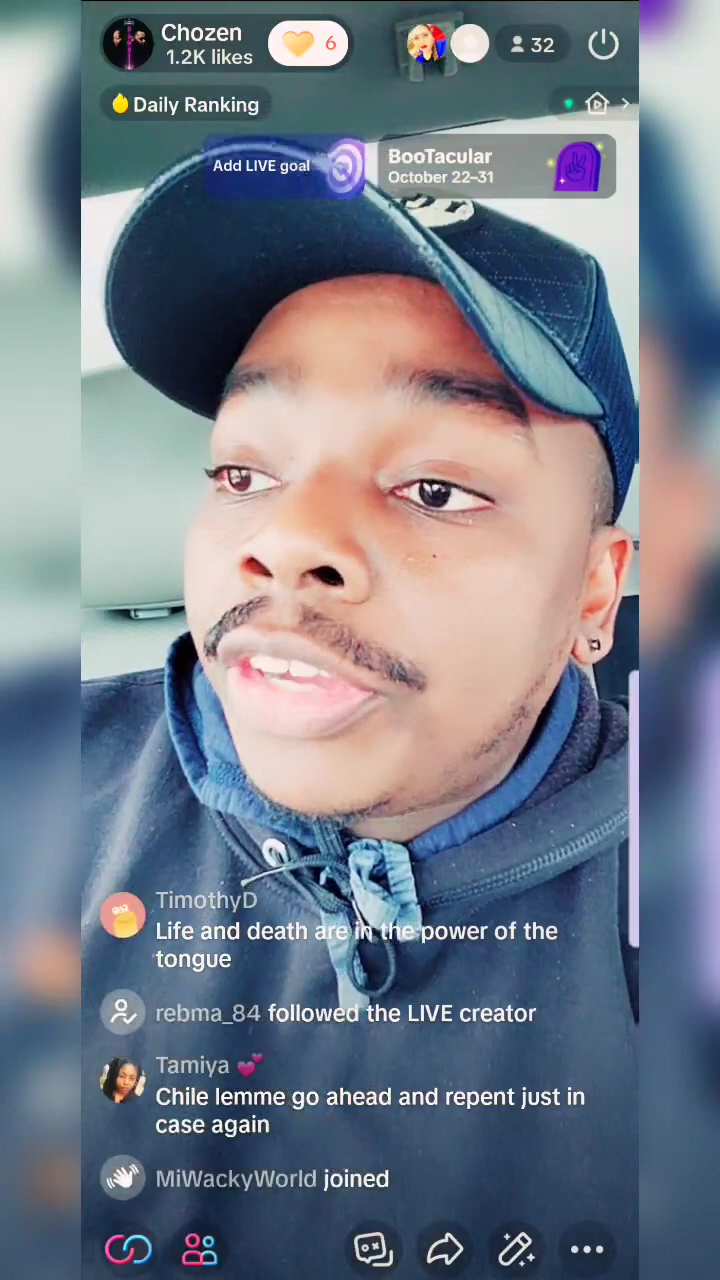 Chozen
1.2K likes
6
32
Daily Ranking
Add LIVE goal
BooTacular
October 22–31
TimothyD
Life and death are in the power of the
tongue
rebma_84 followed the LIVE creator
Tamiya 💕
Chile lemme go ahead and repent just in
case again
MiWackyWorld joined